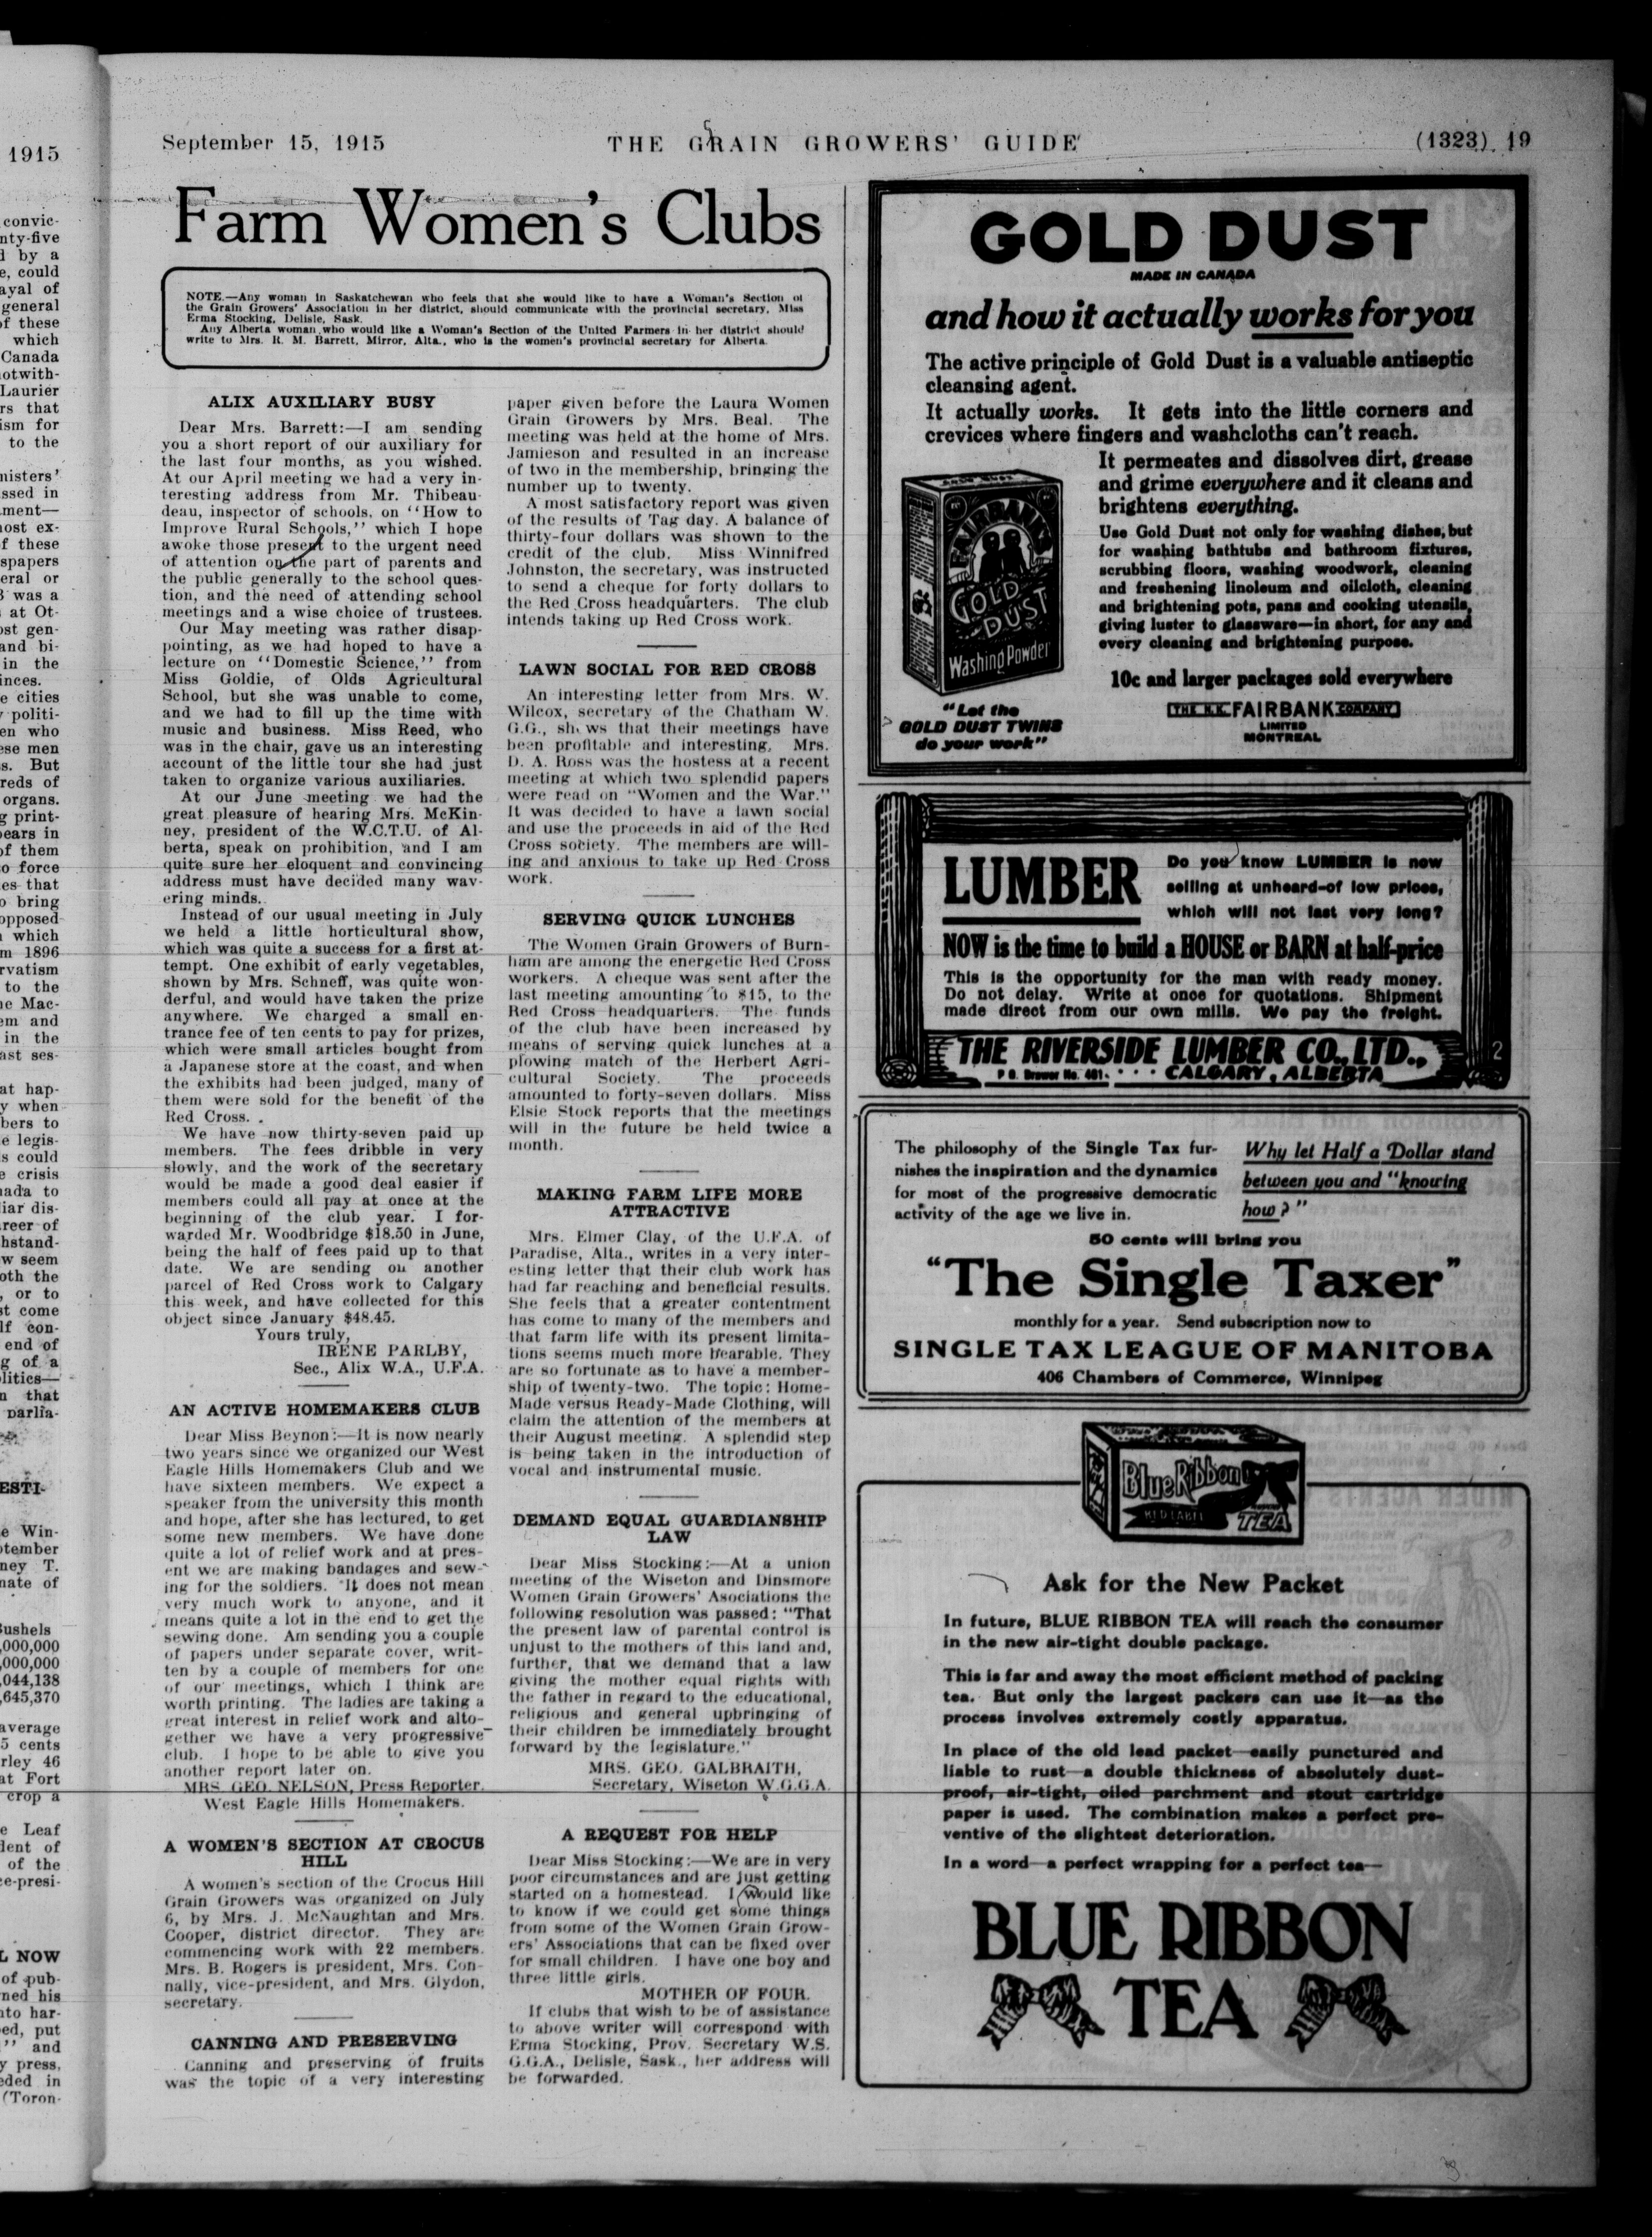 September 15, 1915
THE GRAIN GROWERS' GUIDE
(1323) 19
Farm Women's Clubs
NOTE.—Any woman in Saskatchewan who feels that she would like to have a Woman's Section of
the Grain Growers' Association in her district, should communicate with the provincial secretary, Miss
Erma Stocking, Delisle, Sask.
Any Alberta woman who would like a Woman's Section of the United Farmers in her district should
write to Mrs. R. M. Barrett, Mirror, Alta., who is the women's provincial secretary for Alberta.
ALIX AUXILIARY BUSY
Dear Mrs. Barrett:—I am sending
you a short report of our auxiliary for
the last four months, as you wished.
At our April meeting we had a very in-
teresting address from Mr. Thibeau-
deau, inspector of schools, on ''How to
Improve Rural Schools,'' which I hope
awoke those present to the urgent need
of attention on the part of parents and
the public generally to the school ques-
tion, and the need of attending school
meetings and a wise choice of trustees.
Our May meeting was rather disap-
pointing, as we had hoped to have a
lecture on ''Domestic Science,'' from
Miss Goldie, of Olds Agricultural
School, but she was unable to come,
and we had to fill up the time with
music and business. Miss Reed, who
was in the chair, gave us an interesting
account of the little tour she had just
taken to organize various auxiliaries.
At our June meeting we had the
great pleasure of hearing Mrs. McKin-
ney, president of the W.C.T.U. of Al-
berta, speak on prohibition, and I am
quite sure her eloquent and convincing
address must have decided many wav-
ering minds.
Instead of our usual meeting in July
we held a little horticultural show,
which was quite a success for a first at-
tempt. One exhibit of early vegetables,
shown by Mrs. Schneff, was quite won-
derful, and would have taken the prize
anywhere. We charged a small en-
trance fee of ten cents to pay for prizes,
which were small articles bought from
a Japanese store at the coast, and when
the exhibits had been judged, many of
them were sold for the benefit of the
Red Cross.
We have now thirty-seven paid up
members. The fees dribble in very
slowly, and the work of the secretary
would be made a good deal easier if
members could all pay at once at the
beginning of the club year. I for-
warded Mr. Woodbridge $18.50 in June,
being the half of fees paid up to that
date. We are sending on another
parcel of Red Cross work to Calgary
this week, and have collected for this
object since January $48.45.
Yours truly,
IRENE PARLBY,
Sec., Alix W.A., U.F.A.
AN ACTIVE HOMEMAKERS CLUB
Dear Miss Beynon:—It is now nearly
two years since we organized our West
Eagle Hills Homemakers Club and we
have sixteen members. We expect a
speaker from the university this month
and hope, after she has lectured, to get
some new members. We have done
quite a lot of relief work and at pres-
ent we are making bandages and sew-
ing for the soldiers. It does not mean
very much work to anyone, and it
means quite a lot in the end to get the
sewing done. Am sending you a couple
of papers under separate cover, writ-
ten by a couple of members for one
of our meetings, which I think are
worth printing. The ladies are taking a
great interest in relief work and alto-
gether we have a very progressive
club. I hope to be able to give you
another report later on.
MRS. GEO. NELSON, Press Reporter.
West Eagle Hills Homemakers.
A WOMEN'S SECTION AT CROCUS
HILL
A women's section of the Crocus Hill
Grain Growers was organized on July
6, by Mrs. J. McNaughtan and Mrs.
Cooper, district director. They are
commencing work with 22 members.
Mrs. B. Rogers is president, Mrs. Con-
nally, vice-president, and Mrs. Glydon,
secretary.
CANNING AND PRESERVING
Canning and preserving of fruits
was the topic of a very interesting
paper given before the Laura Women
Grain Growers by Mrs. Beal. The
meeting was held at the home of Mrs.
Jamieson and resulted in an increase
of two in the membership, bringing the
number up to twenty.
A most satisfactory report was given
of the results of Tag day. A balance of
thirty-four dollars was shown to the
credit of the club. Miss Winnifred
Johnston, the secretary, was instructed
to send a cheque for forty dollars to
the Red Cross headquarters. The club
intends taking up Red Cross work.
LAWN SOCIAL FOR RED CROSS
An interesting letter from Mrs. W.
Wilcox, secretary of the Chatham W.
G.G., shows that their meetings have
been profitable and interesting. Mrs.
D. A. Ross was the hostess at a recent
meeting at which two splendid papers
were read on "Women and the War."
It was decided to have a lawn social
and use the proceeds in aid of the Red
Cross society. The members are will-
ing and anxious to take up Red Cross
work.
SERVING QUICK LUNCHES
The Women Grain Growers of Burn-
ham are among the energetic Red Cross
workers. A cheque was sent after the
last meeting amounting to $15, to the
Red Cross headquarters. The funds
of the club have been increased by
means of serving quick lunches at a
plowing match of the Herbert Agri-
cultural Society. The proceeds
amounted to forty-seven dollars. Miss
Elsie Stock reports that the meetings
will in the future be held twice a
month.
MAKING FARM LIFE MORE
ATTRACTIVE
Mrs. Elmer Clay, of the U.F.A. of
Paradise, Alta., writes in a very inter-
esting letter that their club work has
had far reaching and beneficial results.
She feels that a greater contentment
has come to many of the members and
that farm life with its present limita-
tions seems much more bearable. They
are so fortunate as to have a member-
ship of twenty-two. The topic: Home-
Made versus Ready-Made Clothing, will
claim the attention of the members at
their August meeting. A splendid step
is being taken in the introduction of
vocal and instrumental music.
DEMAND EQUAL GUARDIANSHIP
LAW
Dear Miss Stocking:—At a union
meeting of the Wiseton and Dinsmore
Women Grain Growers' Asociations the
following resolution was passed: "That
the present law of parental control is
unjust to the mothers of this land and,
further, that we demand that a law
giving the mother equal rights with
the father in regard to the educational,
religious and general upbringing of
their children be immediately brought
forward by the legislature."
MRS. GEO. GALBRAITH,
Secretary, Wiseton W.G.G.A.
A REQUEST FOR HELP
Dear Miss Stocking:—We are in very
poor circumstances and are just getting
started on a homestead. I would like
to know if we could get some things
from some of the Women Grain Grow-
ers' Associations that can be fixed over
for small children. I have one boy and
three little girls.
MOTHER OF FOUR.
If clubs that wish to be of assistance
to above writer will correspond with
Erma Stocking, Prov. Secretary W.S.
G.G.A., Delisle, Sask., her address will
be forwarded.
GOLD DUST
MADE IN CANADA
and how it actually works for you
The active principle of Gold Dust is a valuable antiseptic
cleansing agent.
It actually works. It gets into the little corners and
crevices where fingers and washcloths can't reach.
It permeates and dissolves dirt, grease
and grime everywhere and it cleans and
brightens everything.
Use Gold Dust not only for washing dishes, but
for washing bathtubs and bathroom fixtures,
scrubbing floors, washing woodwork, cleaning
and freshening linoleum and oilcloth, cleaning
and brightening pots, pans and cooking utensils,
giving luster to glassware—in short, for any and
every cleaning and brightening purpose.
10c and larger packages sold everywhere
FAIRBANK'S
GOLD
DUST
Washing Powder
"Let the
GOLD DUST TWINS
do your work"
THE N.K. FAIRBANK COMPANY
LIMITED
MONTREAL
LUMBER
Do you know LUMBER is now
selling at unheard-of low prices,
which will not last very long?
NOW is the time to build a HOUSE or BARN at half-price
This is the opportunity for the man with ready money.
Do not delay. Write at once for quotations. Shipment
made direct from our own mills. We pay the freight.
THE RIVERSIDE LUMBER CO., LTD.,
P O. Drawer No. 461. CALGARY, ALBERTA
2
The philosophy of the Single Tax fur-
nishes the inspiration and the dynamics
for most of the progressive democratic
activity of the age we live in.
Why let Half a Dollar stand
between you and "knowing
how?"
50 cents will bring you
"The Single Taxer"
monthly for a year. Send subscription now to
SINGLE TAX LEAGUE OF MANITOBA
406 Chambers of Commerce, Winnipeg
Blue Ribbon
RED LABEL
TEA
Ask for the New Packet
In future, BLUE RIBBON TEA will reach the consumer
in the new air-tight double package.
This is far and away the most efficient method of packing
tea. But only the largest packers can use it—as the
process involves extremely costly apparatus.
In place of the old lead packet—easily punctured and
liable to rust—a double thickness of absolutely dust-
proof, air-tight, oiled parchment and stout cartridge
paper is used. The combination makes a perfect pre-
ventive of the slightest deterioration.
In a word—a perfect wrapping for a perfect tea—
BLUE RIBBON
TEA